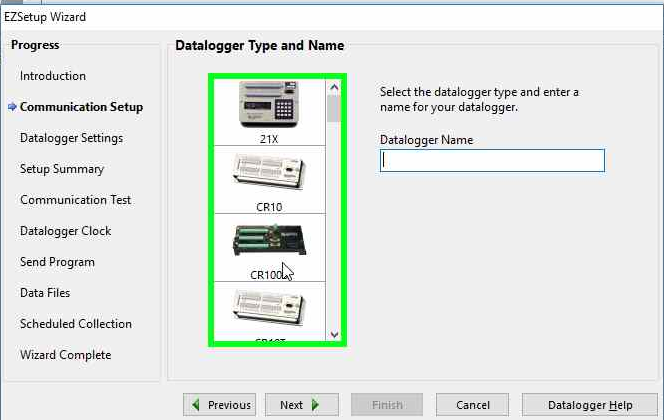 EZSetup Wizard
Progress
Introduction
Communication Setup
Datalogger Settings
Setup Summary
Communication Test
Datalogger Clock
Send Program
Data Files
Scheduled Collection
Wizard Complete
Datalogger Type and Name
21X
CR10
CR100
Select the datalogger type and enter a
name for your datalogger.
Datalogger Name
Previous
Next
Finish
Cancel
Datalogger Help